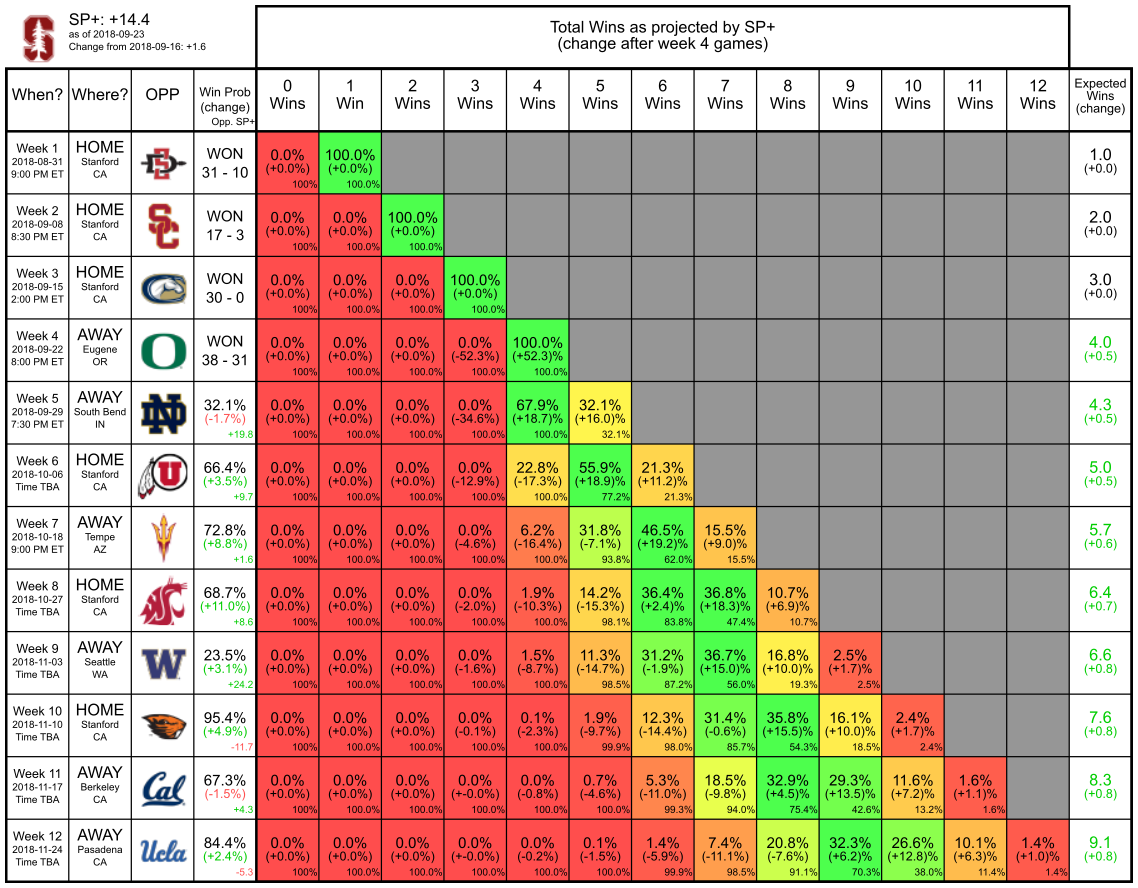 SP+: +14.4
as of 2018-09-23
Change from 2018-09-16: +1.6
Total Wins as projected by SP+
(change after week 4 games)
When? Where? OPP Win Prob (change) Opp. SP+ 0 Wins 1 Win 2 Wins 3 Wins 4 Wins 5 Wins 6 Wins 7 Wins 8 Wins 9 Wins 10 Wins 11 Wins 12 Wins Expected Wins (change)
Week 1 HOME WON 0.0% 100.0% 1.0
2018-08-31 Stanford 31 - 10 (+0.0%) (+0.0%) (+0.0)
9:00 PM ET CA 100% 100.0%
Week 2 HOME SC WON 0.0% 0.0% 100.0% 2.0
2018-09-08 Stanford 17 - 3 (+0.0%) (+0.0%) (+0.0%) (+0.0)
8:30 PM ET CA 100% 100.0% 100.0%
Week 3 HOME WON 0.0% 0.0% 0.0% 100.0% 3.0
2018-09-15 Stanford 30 - 0 (+0.0%) (+0.0%) (+0.0%) (+0.0%) (+0.0)
2:00 PM ET CA 100% 100.0% 100.0% 100.0%
Week 4 AWAY O WON 0.0% 0.0% 0.0% 0.0% 100.0% 4.0
2018-09-22 Eugene 38 - 31 (+0.0%) (+0.0%) (+0.0%) (-52.3%) (+52.3)% (+0.5)
8:00 PM ET OR 100% 100.0% 100.0% 100.0% 100.0%
Week 5 AWAY ND 32.1% 0.0% 0.0% 0.0% 0.0% 67.9% 32.1% 4.3
2018-09-29 South Bend (-1.7%) (+0.0%) (+0.0%) (+0.0%) (-34.6%) (+18.7)% (+16.0)% (+0.5)
7:30 PM ET IN +19.8 100% 100.0% 100.0% 100.0% 100.0% 32.1%
Week 6 HOME U 66.4% 0.0% 0.0% 0.0% 0.0% 22.8% 55.9% 21.3% 5.0
2018-10-06 Stanford (+3.5%) (+0.0%) (+0.0%) (+0.0%) (-12.9%) (-17.3%) (+18.9)% (+11.2)% (+0.5)
Time TBA CA +9.7 100% 100.0% 100.0% 100.0% 100.0% 77.2% 21.3%
Week 7 AWAY 72.8% 0.0% 0.0% 0.0% 0.0% 6.2% 31.8% 46.5% 15.5% 5.7
2018-10-18 Tempe (+8.8%) (+0.0%) (+0.0%) (+0.0%) (-4.6%) (-16.4%) (-7.1%) (+19.2)% (+9.0)% (+0.6)
9:00 PM ET AZ +1.6 100% 100.0% 100.0% 100.0% 100.0% 93.8% 62.0% 15.5%
Week 8 HOME 68.7% 0.0% 0.0% 0.0% 0.0% 1.9% 14.2% 36.4% 36.8% 10.7% 6.4
2018-10-27 Stanford (+11.0%) (+0.0%) (+0.0%) (+0.0%) (-2.0%) (-10.3%) (-15.3%) (+2.4)% (+18.3)% (+6.9)% (+0.7)
Time TBA CA +8.6 100% 100.0% 100.0% 100.0% 100.0% 98.1% 83.8% 47.4% 10.7%
Week 9 AWAY W 23.5% 0.0% 0.0% 0.0% 0.0% 1.5% 11.3% 31.2% 36.7% 16.8% 2.5% 6.6
2018-11-03 Seattle (+3.1%) (+0.0%) (+0.0%) (+0.0%) (-1.6%) (-8.7%) (-14.7%) (-1.9%) (+15.0)% (+10.0)% (+1.7)% (+0.8)
Time TBA WA +24.2 100% 100.0% 100.0% 100.0% 100.0% 98.5% 87.2% 56.0% 19.3% 2.5%
Week 10 HOME 95.4% 0.0% 0.0% 0.0% 0.0% 0.1% 1.9% 12.3% 31.4% 35.8% 16.1% 2.4% 7.6
2018-11-10 Stanford (+4.9%) (+0.0%) (+0.0%) (+0.0%) (-0.1%) (-2.3%) (-9.7%) (-14.4%) (-0.6%) (+15.5)% (+10.0)% (+1.7)% (+0.8)
Time TBA CA -11.7 100% 100.0% 100.0% 100.0% 100.0% 99.9% 98.0% 85.7% 54.3% 18.5% 2.4%
Week 11 AWAY Cal 67.3% 0.0% 0.0% 0.0% 0.0% 0.0% 0.7% 5.3% 18.5% 32.9% 29.3% 11.6% 1.6% 8.3
2018-11-17 Berkeley (-1.5%) (+0.0%) (+0.0%) (+0.0%) (+-0.0%) (-0.8%) (-4.6%) (-11.0%) (-9.8%) (+4.5)% (+13.5)% (+7.2)% (+1.1)% (+0.8)
Time TBA CA +4.3 100% 100.0% 100.0% 100.0% 100.0% 100.0% 99.3% 94.0% 75.4% 42.6% 13.2% 1.6%
Week 12 AWAY Ucla 84.4% 0.0% 0.0% 0.0% 0.0% 0.0% 0.1% 1.4% 7.4% 20.8% 32.3% 26.6% 10.1% 1.4% 9.1
2018-11-24 Pasadena (+2.4%) (+0.0%) (+0.0%) (+0.0%) (+-0.0%) (-0.2%) (-1.5%) (-5.9%) (-11.1%) (-7.6%) (+6.2)% (+12.8)% (+6.3)% (+1.0)% (+0.8)
Time TBA CA -5.3 100% 100.0% 100.0% 100.0% 100.0% 100.0% 99.9% 98.5% 91.1% 70.3% 38.0% 11.4% 1.4%